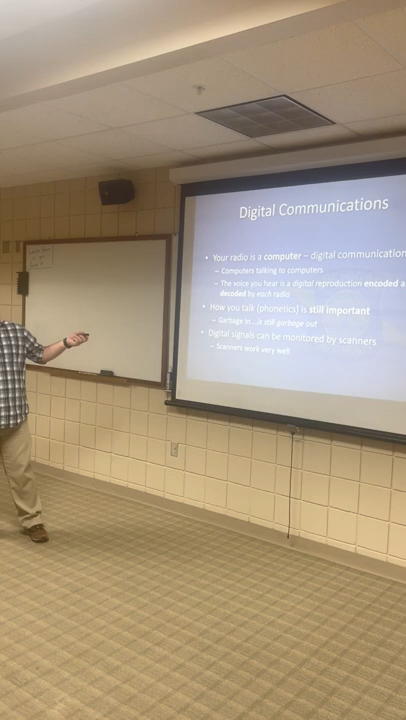 Digital Communications
• Your radio is a computer – digital communication
– Computers talking to computers
– The voice you hear is a digital reproduction encoded a
decoded by each radio
• How you talk (phonetics) is still important
– Garbage in...is still garbage out
• Digital signals can be monitored by scanners
– Scanners work very well